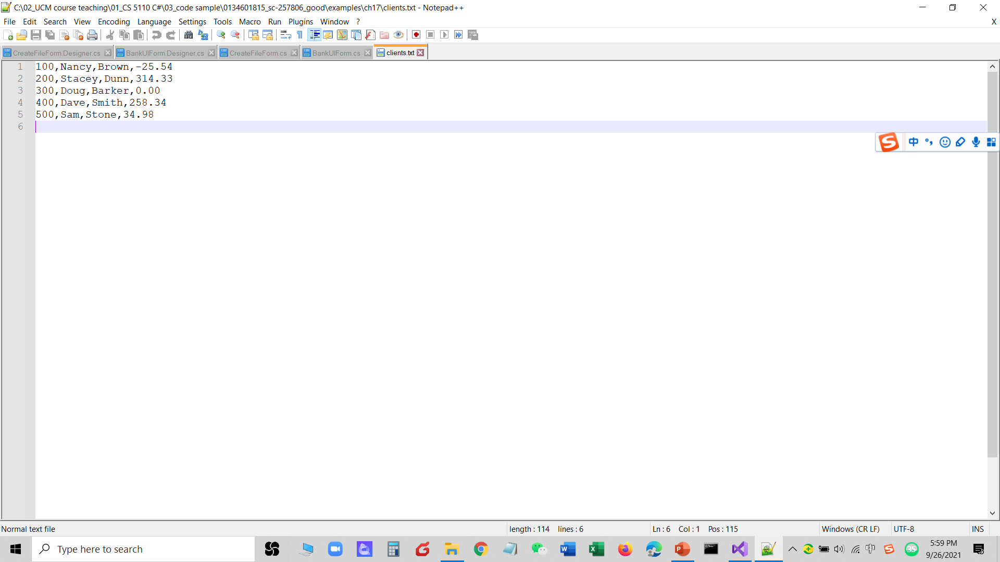 C:\02_UCM course teaching\01_CS 5110 C#\03_code sample\0134601815_sc-257806_good\examples\ch17\clients.txt - Notepad++
File Edit Search View Encoding Language Settings Tools Macro Run Plugins Window ? X
CreateFileForm.Designer.cs BankUIForm.Designer.cs CreateFileForm.cs BankUIForm.cs clients.txt
1 100,Nancy,Brown,-25.54
2 200,Stacey,Dunn,314.33
3 300,Doug,Barker,0.00
4 400,Dave,Smith,258.34
5 500,Sam,Stone,34.98
6
S 中 °,
Normal text file length : 114 lines : 6 Ln : 6 Col : 1 Pos : 115 Windows (CR LF) UTF-8 INS
Type here to search 中 S 35 5:59 PM
9/26/2021